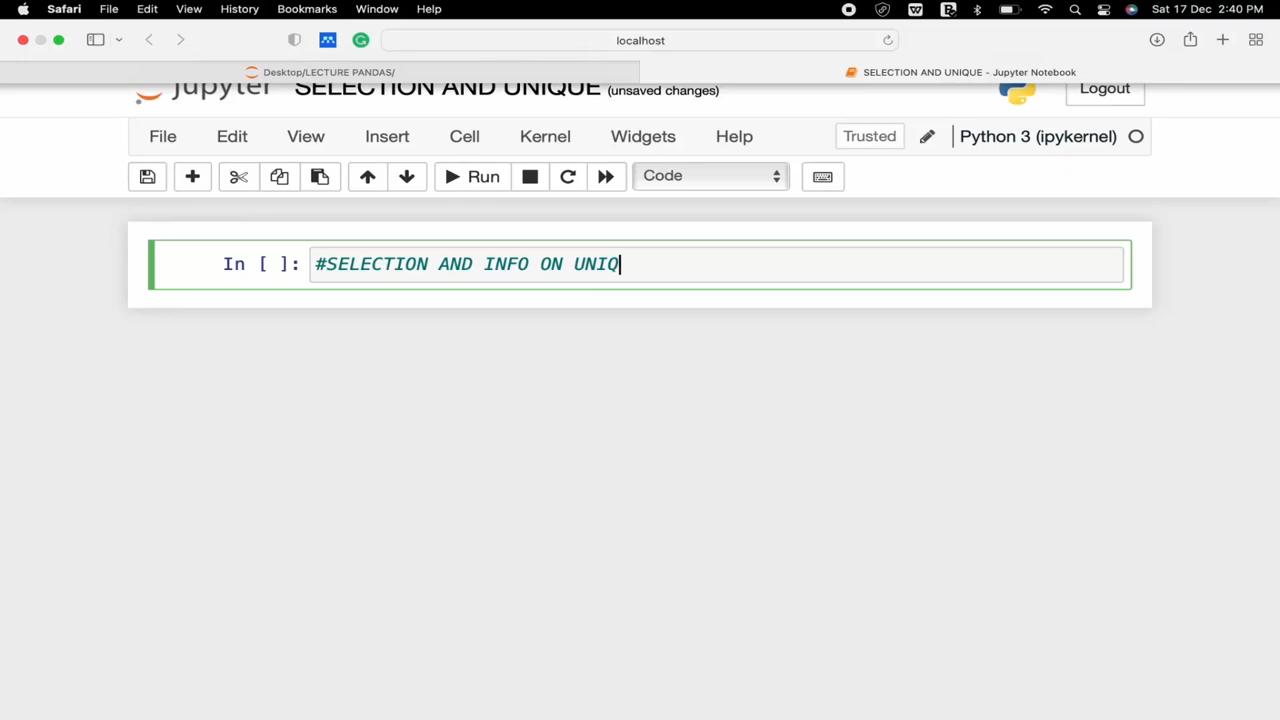 Safari File Edit View History Bookmarks Window Help Sat 17 Dec 2:40 PM
localhost
Desktop/LECTURE PANDAS/ SELECTION AND UNIQUE - Jupyter Notebook
jupyter SELECTION AND UNIQUE (unsaved changes) Logout
File Edit View Insert Cell Kernel Widgets Help Trusted Python 3 (ipykernel)
Run Code
In [ ]: #SELECTION AND INFO ON UNIQ